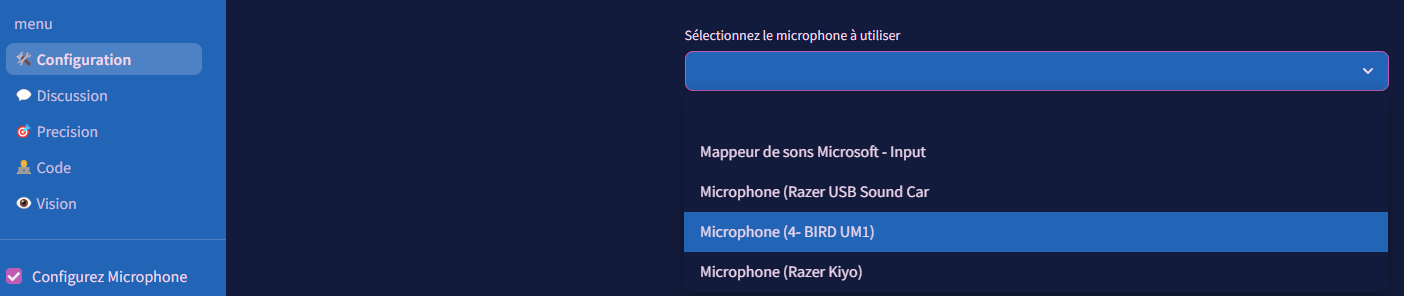 menu
Configuration
Discussion
Precision
Code
Vision
Configurez Microphone
Sélectionnez le microphone à utiliser
Mappeur de sons Microsoft - Input
Microphone (Razer USB Sound Car
Microphone (4- BIRD UM1)
Microphone (Razer Kiyo)